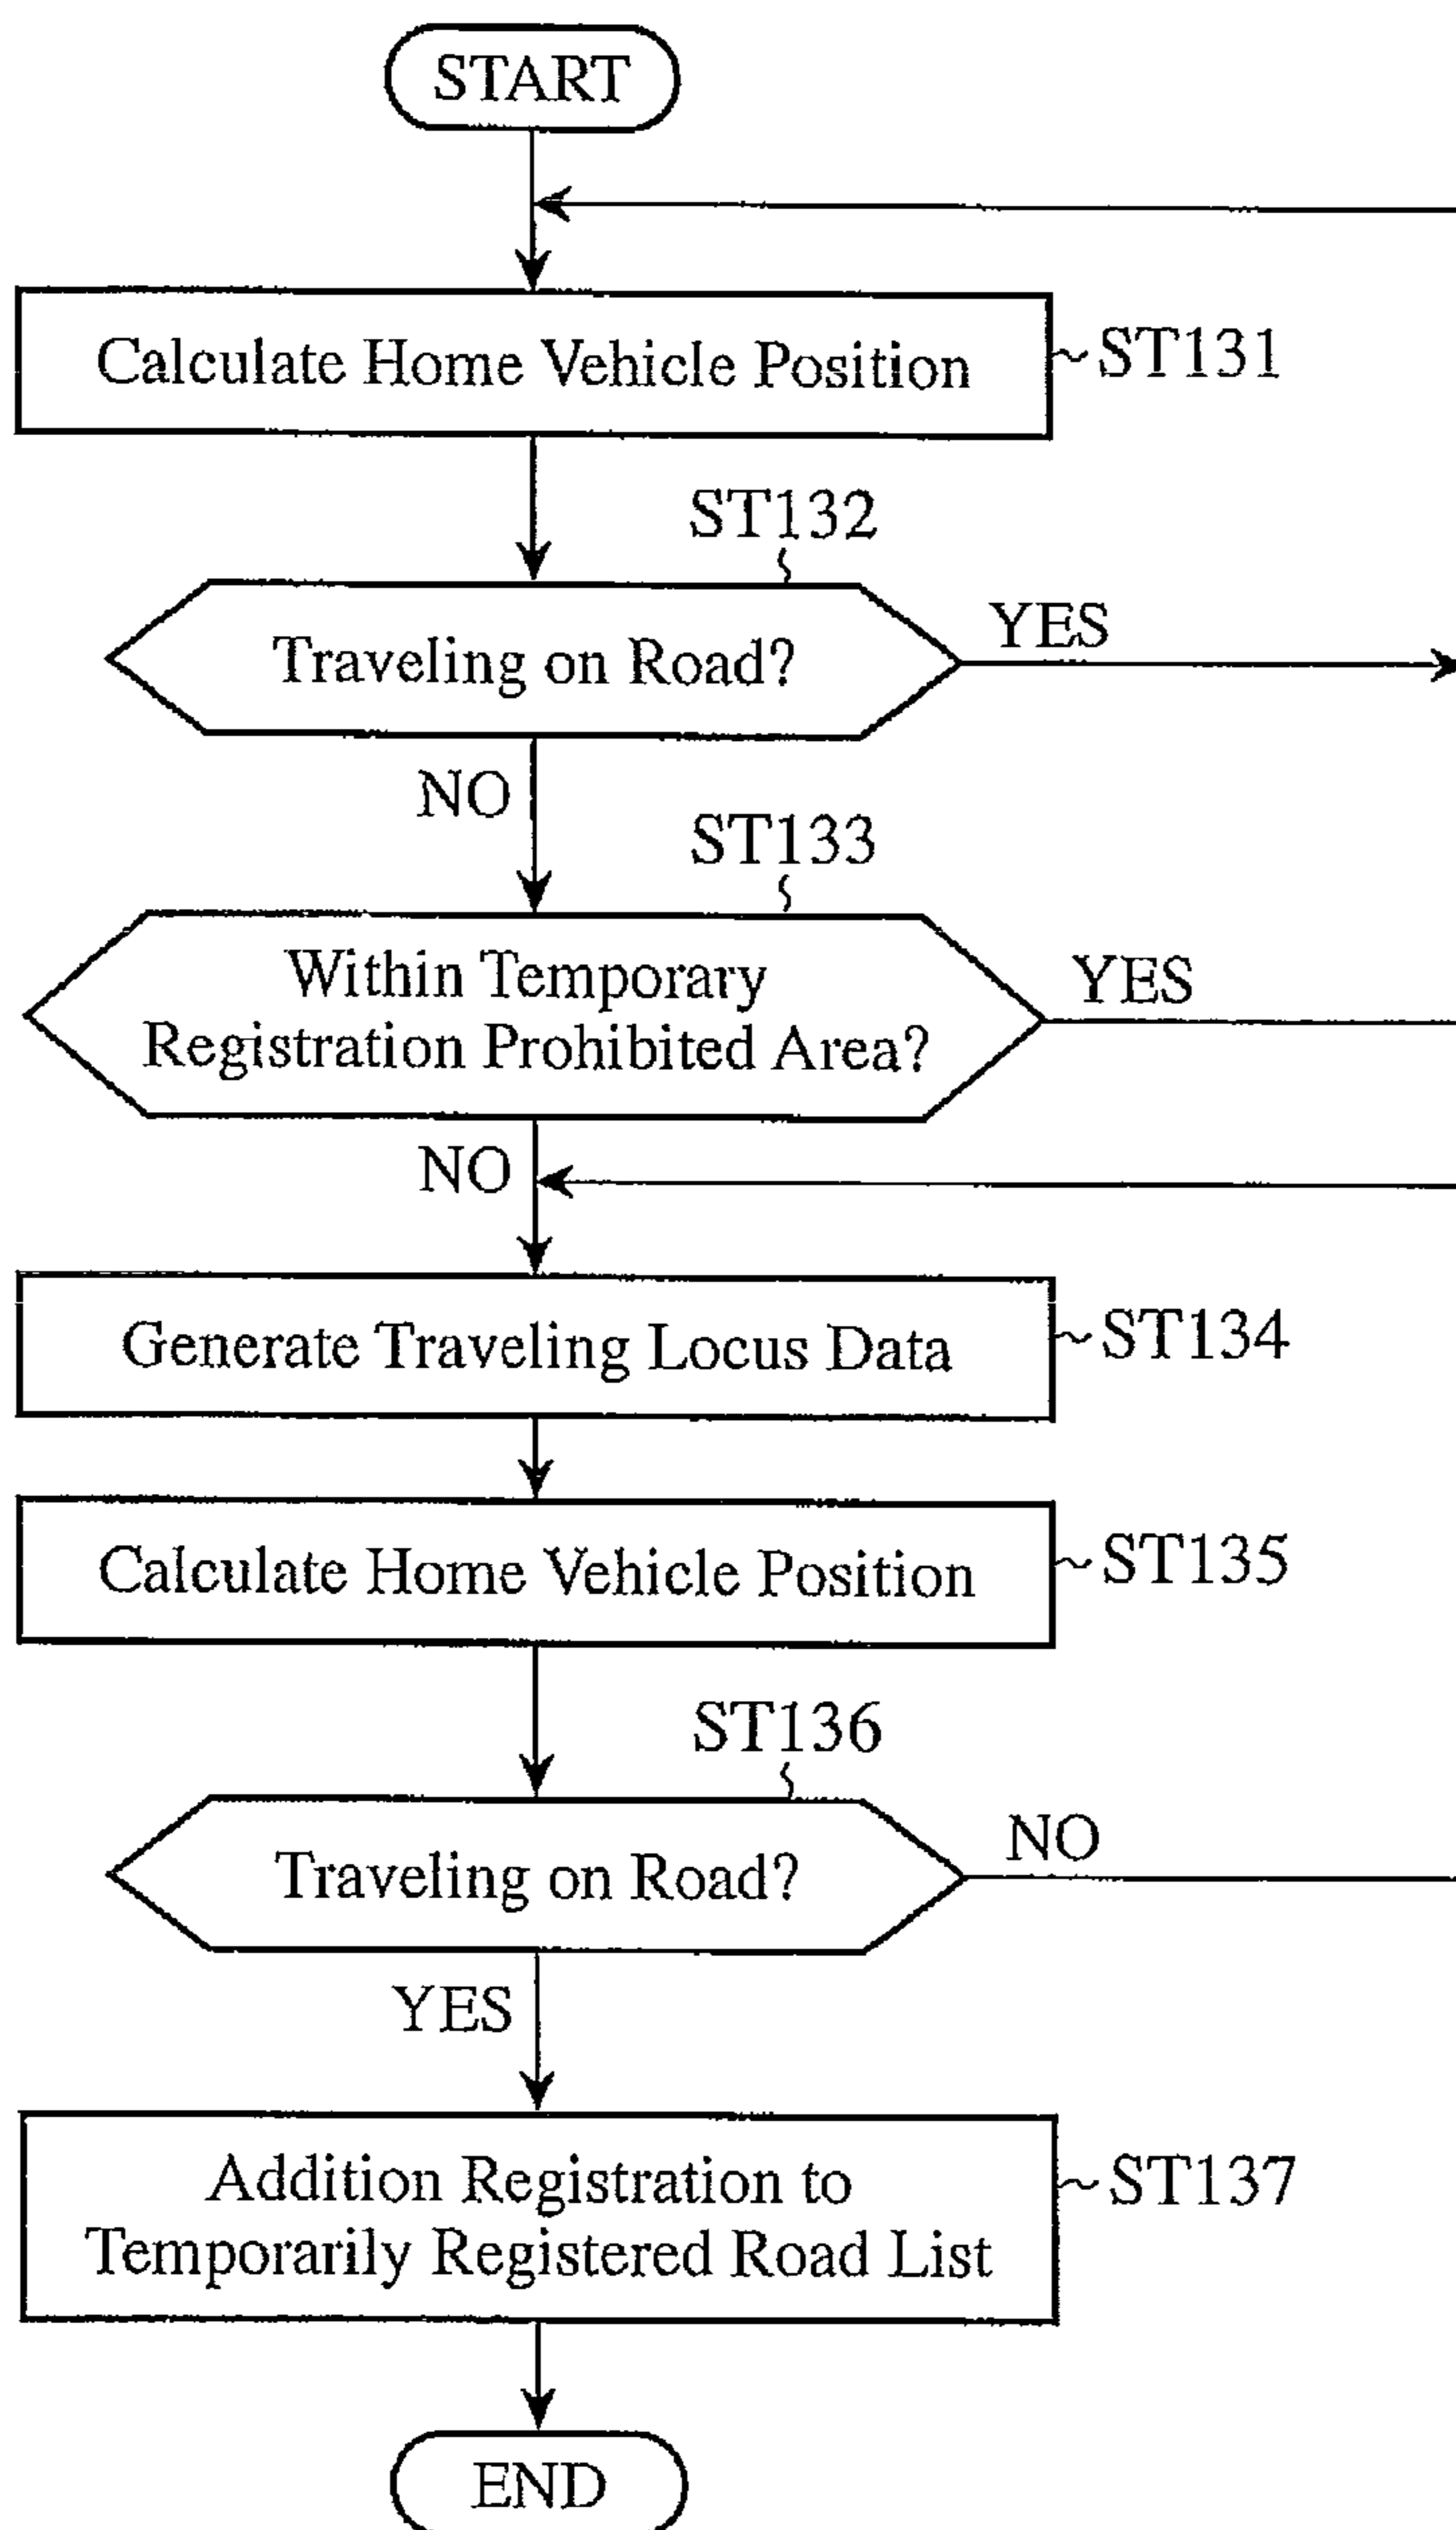 START
Calculate Home Vehicle Position
ST131
ST132
Traveling on Road?
YES
NO
ST133
Within Temporary
Registration Prohibited Area?
YES
NO
Generate Traveling Locus Data
ST134
Calculate Home Vehicle Position
ST135
ST136
Traveling on Road?
NO
YES
Addition Registration to
Temporarily Registered Road List
ST137
END